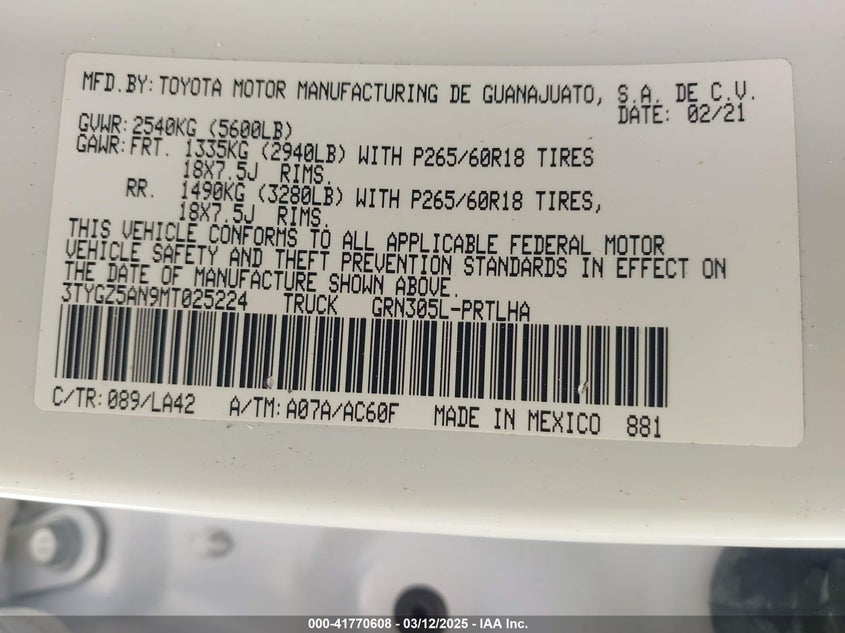 MFD.BY: TOYOTA MOTOR MANUFACTURING DE GUANAJUATO, S.A. DE C.V.
DATE: 02/21
GVWR: 2540KG (5600LB)
GAWR: FRT. 1335KG (2940LB) WITH P265/60R18 TIRES
18X7.5J RIMS.
RR. 1490KG (3280LB) WITH P265/60R18 TIRES,
18X7.5J RIMS.
THIS VEHICLE CONFORMS TO ALL APPLICABLE FEDERAL MOTOR
VEHICLE SAFETY AND THEFT PREVENTION STANDARDS IN EFFECT ON
THE DATE OF MANUFACTURE SHOWN ABOVE.
3TYGZ5AN9MT025224 TRUCK GRN305L-PRTLHA
C/TR: 089/LA42 A/TM: A07A/AC60F MADE IN MEXICO 881
000-41770608 - 03/12/2025 - IAA Inc.